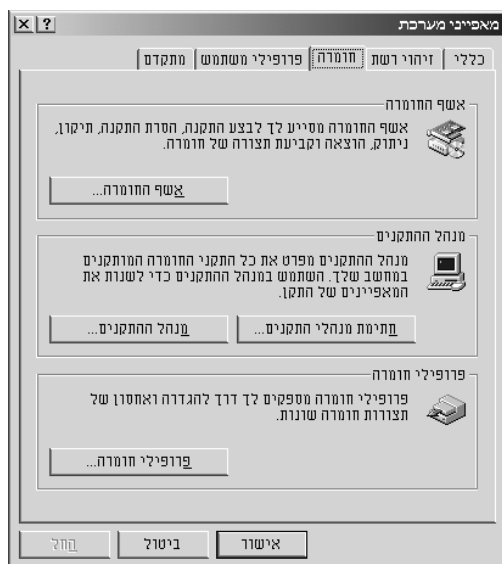 מאפייני מערכת
כללי | זיהוי רשת | חומרה | פרופילי משתמש | מתקדם
אשף החומרה
אשף החומרה מסייע לך לבצע התקנה, הסרת התקנה, תיקון,
ניתוק, הוצאה וקביעת תצורה של חומרה.
אשף החומרה...
מנהל ההתקנים
מנהל ההתקנים מפרט את כל התקני החומרה המותקנים
במחשב שלך. השתמש במנהל ההתקנים כדי לשנות את
המאפיינים של התקן.
חתימת מנהלי התקנים... מנהל ההתקנים...
פרופילי חומרה
פרופילי חומרה מספקים לך דרך להגדרה ואחסון של
תצורות חומרה שונות.
פרופילי חומרה...
אישור ביטול החל